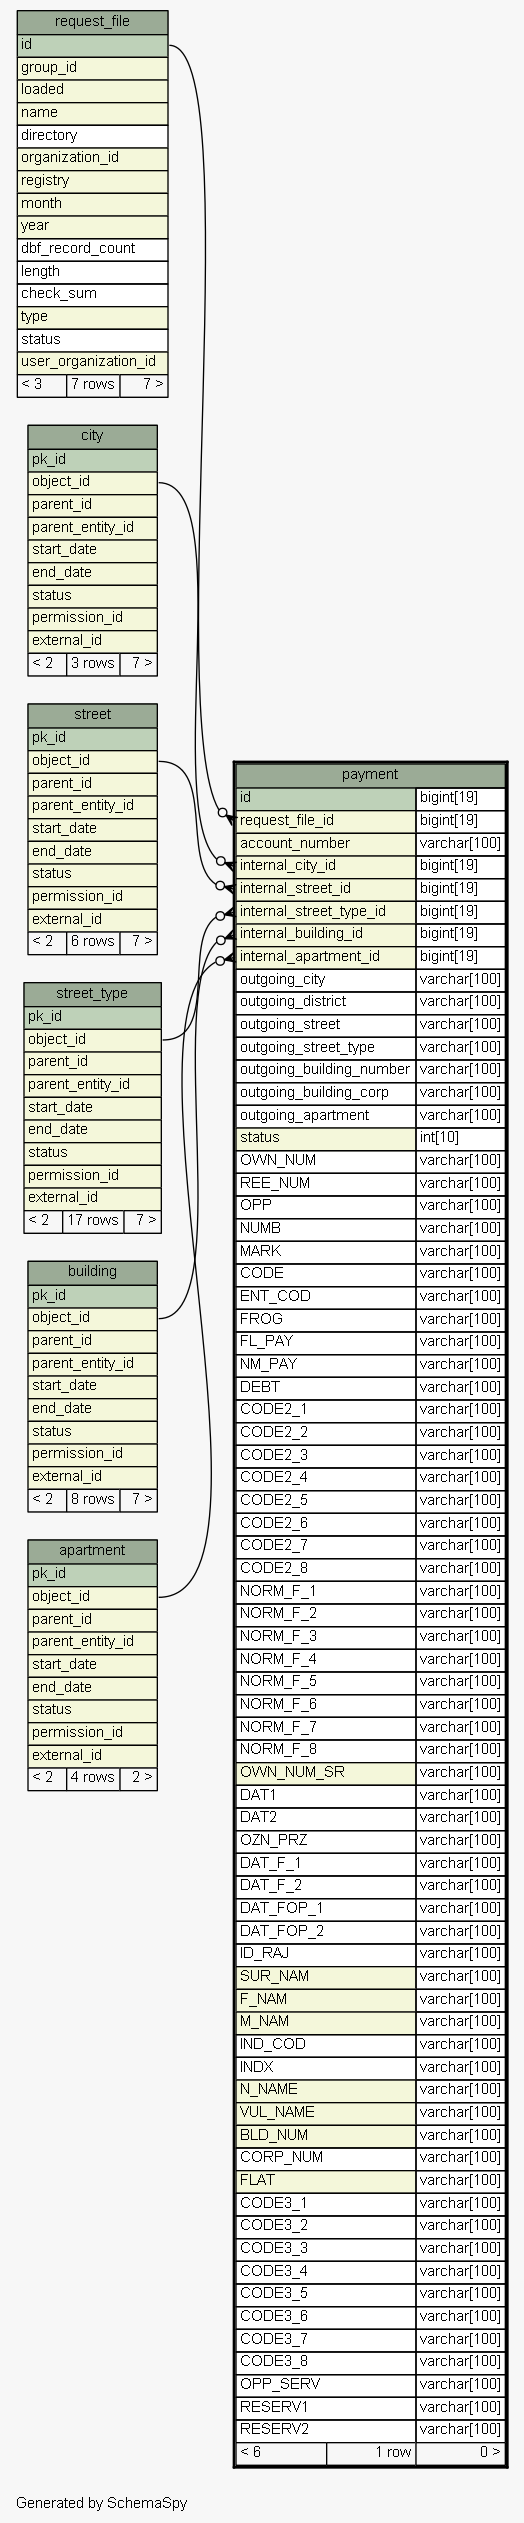 request_file
id
group_id
loaded
name
directory
organization_id
registry
month
year
dbf_record_count
length
check_sum
type
status
user_organization_id
< 3 7 rows 7 >
city
pk_id
object_id
parent_id
parent_entity_id
start_date
end_date
status
permission_id
external_id
< 2 3 rows 7 >
street
pk_id
object_id
parent_id
parent_entity_id
start_date
end_date
status
permission_id
external_id
< 2 6 rows 7 >
street_type
pk_id
object_id
parent_id
parent_entity_id
start_date
end_date
status
permission_id
external_id
< 2 17 rows 7 >
building
pk_id
object_id
parent_id
parent_entity_id
start_date
end_date
status
permission_id
external_id
< 2 8 rows 7 >
apartment
pk_id
object_id
parent_id
parent_entity_id
start_date
end_date
status
permission_id
external_id
< 2 4 rows 2 >
payment
id bigint[19]
request_file_id bigint[19]
account_number varchar[100]
internal_city_id bigint[19]
internal_street_id bigint[19]
internal_street_type_id bigint[19]
internal_building_id bigint[19]
internal_apartment_id bigint[19]
outgoing_city varchar[100]
outgoing_district varchar[100]
outgoing_street varchar[100]
outgoing_street_type varchar[100]
outgoing_building_number varchar[100]
outgoing_building_corp varchar[100]
outgoing_apartment varchar[100]
status int[10]
OWN_NUM varchar[100]
REE_NUM varchar[100]
OPP varchar[100]
NUMB varchar[100]
MARK varchar[100]
CODE varchar[100]
ENT_COD varchar[100]
FROG varchar[100]
FL_PAY varchar[100]
NM_PAY varchar[100]
DEBT varchar[100]
CODE2_1 varchar[100]
CODE2_2 varchar[100]
CODE2_3 varchar[100]
CODE2_4 varchar[100]
CODE2_5 varchar[100]
CODE2_6 varchar[100]
CODE2_7 varchar[100]
CODE2_8 varchar[100]
NORM_F_1 varchar[100]
NORM_F_2 varchar[100]
NORM_F_3 varchar[100]
NORM_F_4 varchar[100]
NORM_F_5 varchar[100]
NORM_F_6 varchar[100]
NORM_F_7 varchar[100]
NORM_F_8 varchar[100]
OWN_NUM_SR varchar[100]
DAT1 varchar[100]
DAT2 varchar[100]
OZN_PRZ varchar[100]
DAT_F_1 varchar[100]
DAT_F_2 varchar[100]
DAT_FOP_1 varchar[100]
DAT_FOP_2 varchar[100]
ID_RAJ varchar[100]
SUR_NAM varchar[100]
F_NAM varchar[100]
M_NAM varchar[100]
IND_COD varchar[100]
INDX varchar[100]
N_NAME varchar[100]
VUL_NAME varchar[100]
BLD_NUM varchar[100]
CORP_NUM varchar[100]
FLAT varchar[100]
CODE3_1 varchar[100]
CODE3_2 varchar[100]
CODE3_3 varchar[100]
CODE3_4 varchar[100]
CODE3_5 varchar[100]
CODE3_6 varchar[100]
CODE3_7 varchar[100]
CODE3_8 varchar[100]
OPP_SERV varchar[100]
RESERV1 varchar[100]
RESERV2 varchar[100]
< 6 1 row 0 >
Generated by SchemaSpy